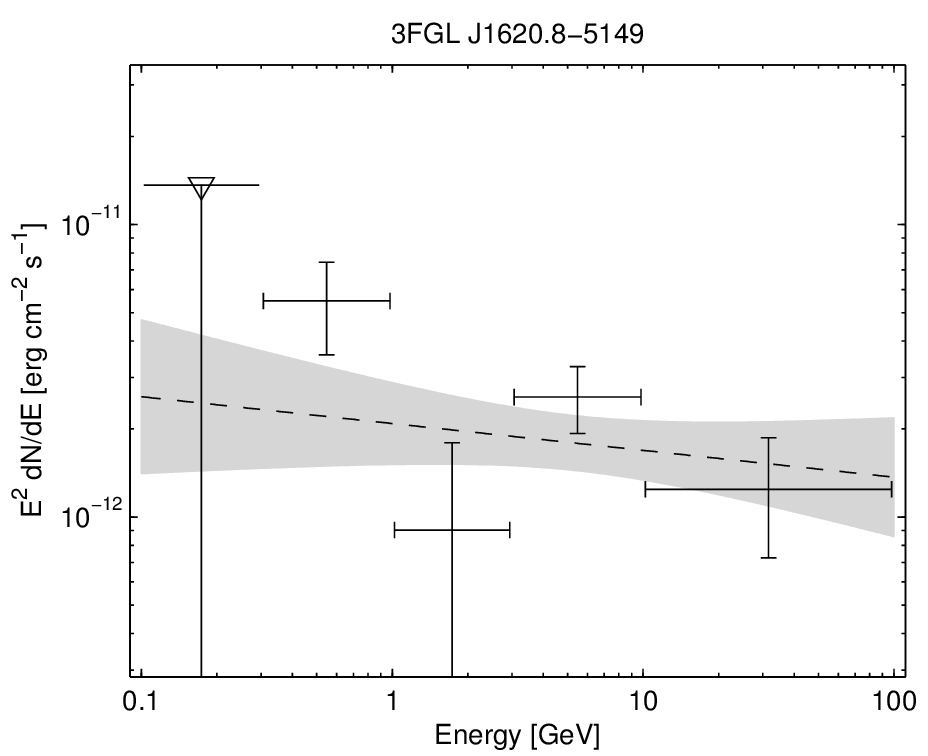 3FGL J1620.8−5149
E² dN/dE [erg cm⁻² s⁻¹]
10⁻¹¹
10⁻¹²
0.1 1 10 100
Energy [GeV]